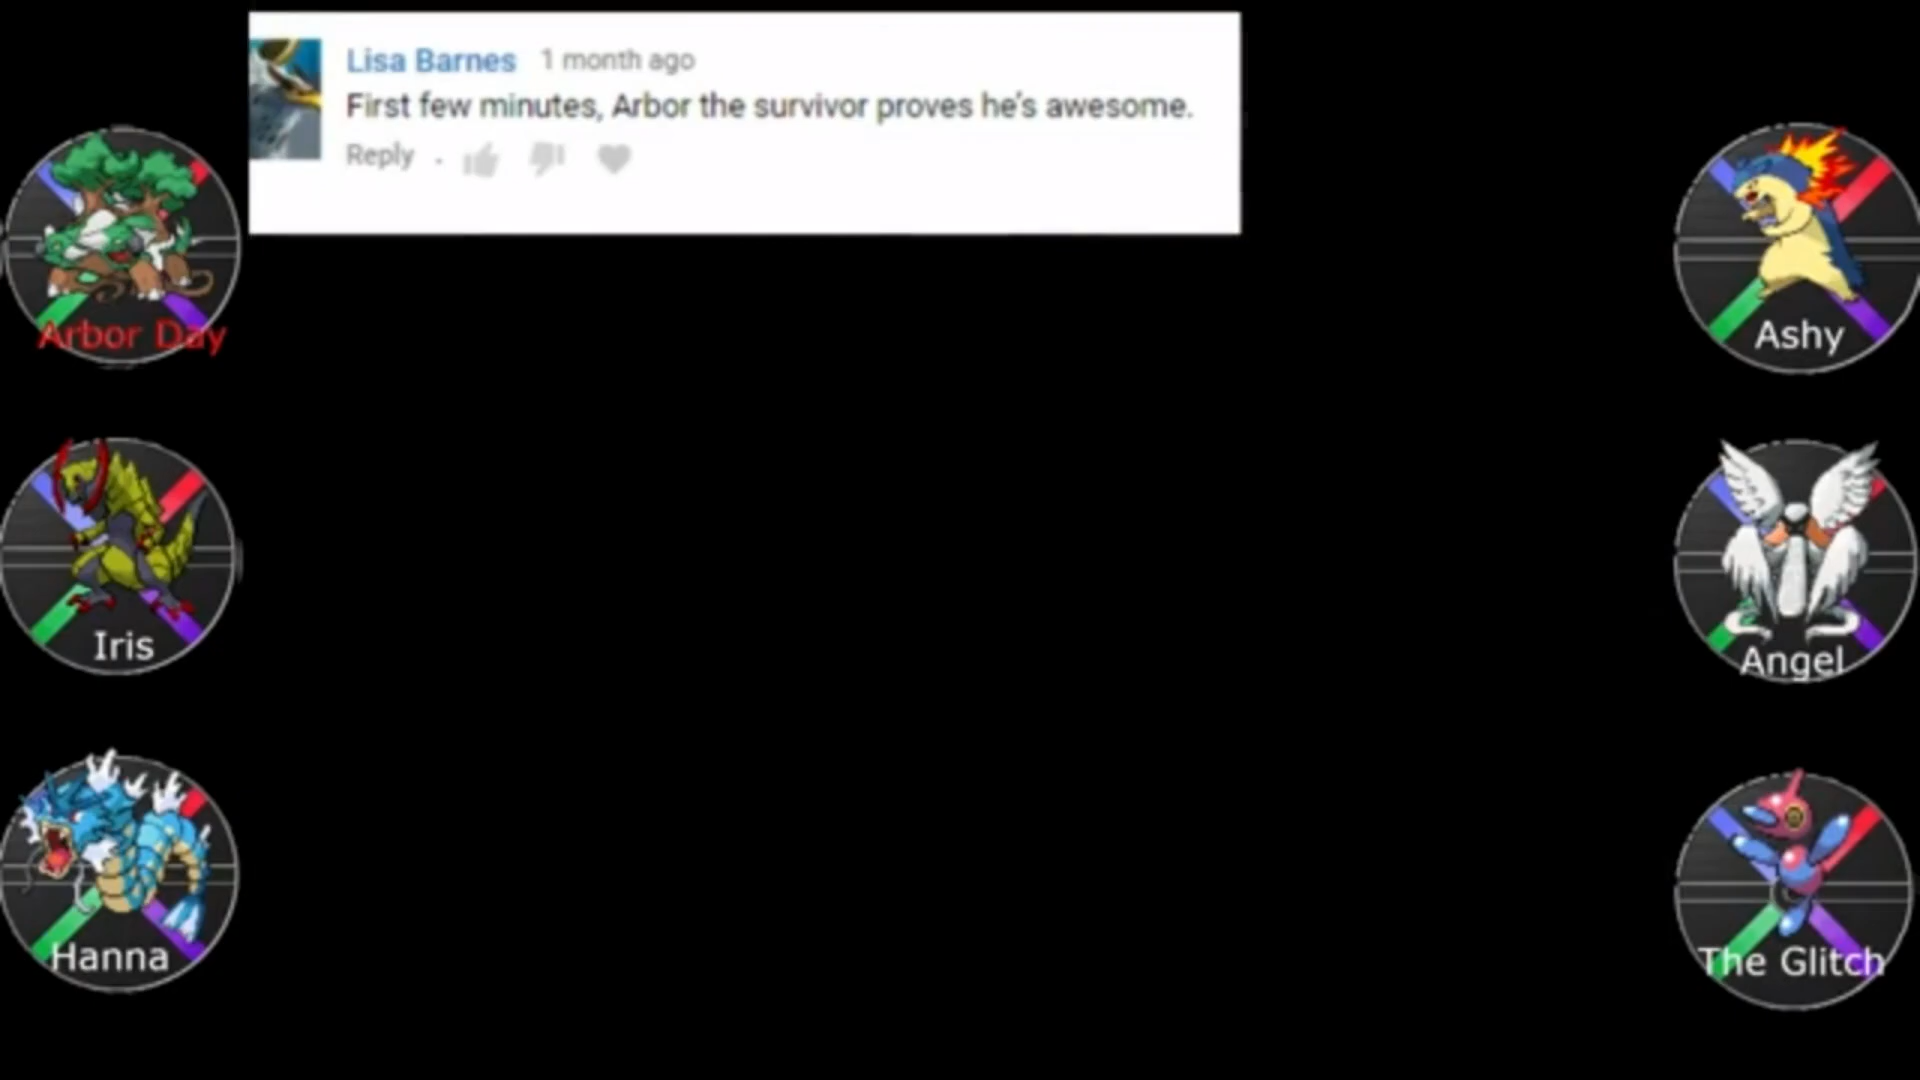 Lisa Barnes 1 month ago
First few minutes, Arbor the survivor proves he's awesome.
Reply .
Arbor Day
Ashy
Iris
Angel
Hanna
The Glitch